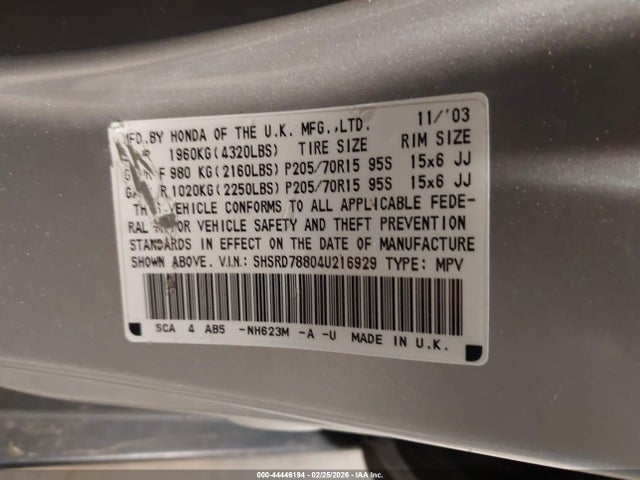 MFD.BY HONDA OF THE U.K. MFG.,LTD. 11/'03
1960KG(4320LBS) TIRE SIZE RIM SIZE
F 980 KG(2160LBS) P205/70R15 95S 15x6 JJ
R 1020KG(2250LBS) P205/70R15 95S 15x6 JJ
THIS VEHICLE CONFORMS TO ALL APPLICABLE FEDE-
RAL MOTOR VEHICLE SAFETY AND THEFT PREVENTION
STANDARDS IN EFFECT ON THE DATE OF MANUFACTURE
SHOWN ABOVE. V.I.N.: SHSRD78804U216929 TYPE: MPV
SCA 4 AB5 -NH623M -A -U MADE IN U.K.
000-44446194 - 02/25/2026 - IAA Inc.